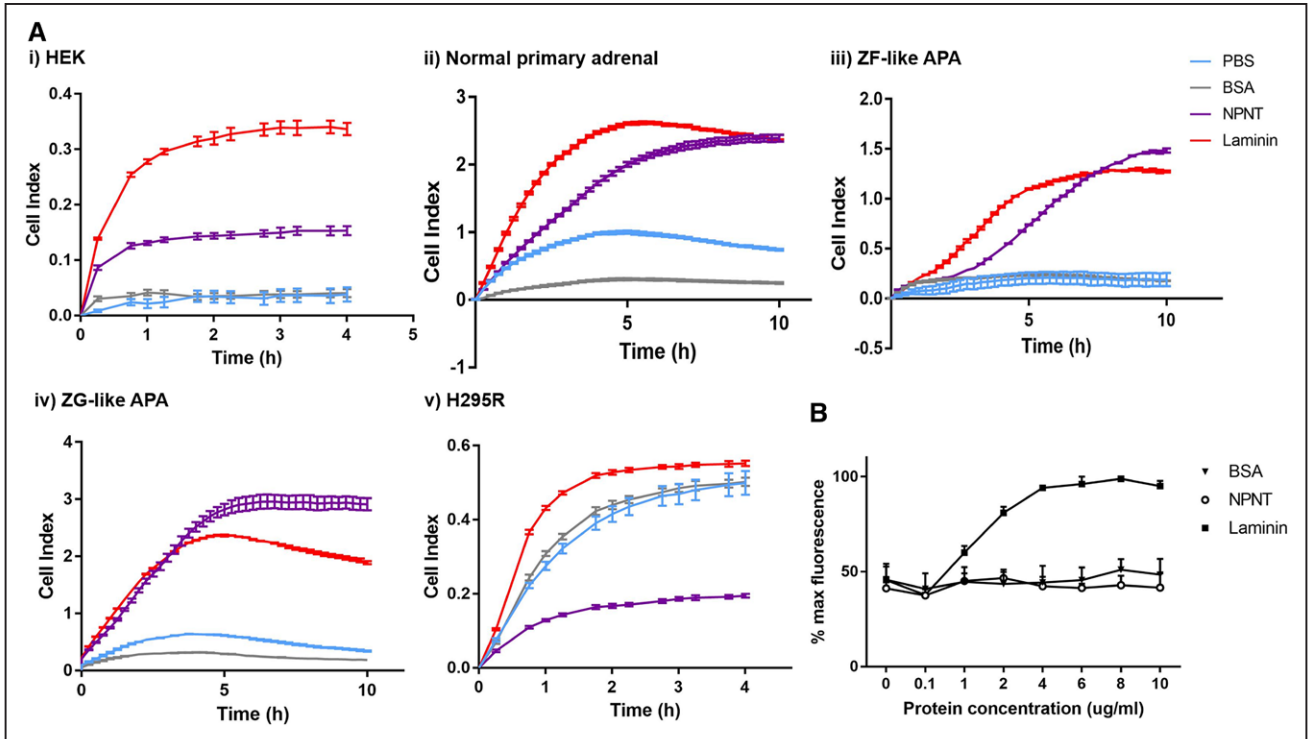 A
i) HEK
Cell Index
0.4
0.3
0.2
0.1
0.0
0 1 2 3 4 5
Time (h)
ii) Normal primary adrenal
Cell Index
3
2
1
0
-1
5 10
Time (h)
iii) ZF-like APA
Cell Index
2.0
1.5
1.0
0.5
0.0
-0.5
5 10
Time (h)
PBS
BSA
NPNT
Laminin
iv) ZG-like APA
Cell Index
4
3
2
1
0
0 5 10
Time (h)
v) H295R
Cell Index
0.6
0.4
0.2
0.0
0 1 2 3 4
Time (h)
B
% max fluorescence
100
50
0
0 0.1 1 2 4 6 8 10
Protein concentration (ug/ml)
BSA
NPNT
Laminin